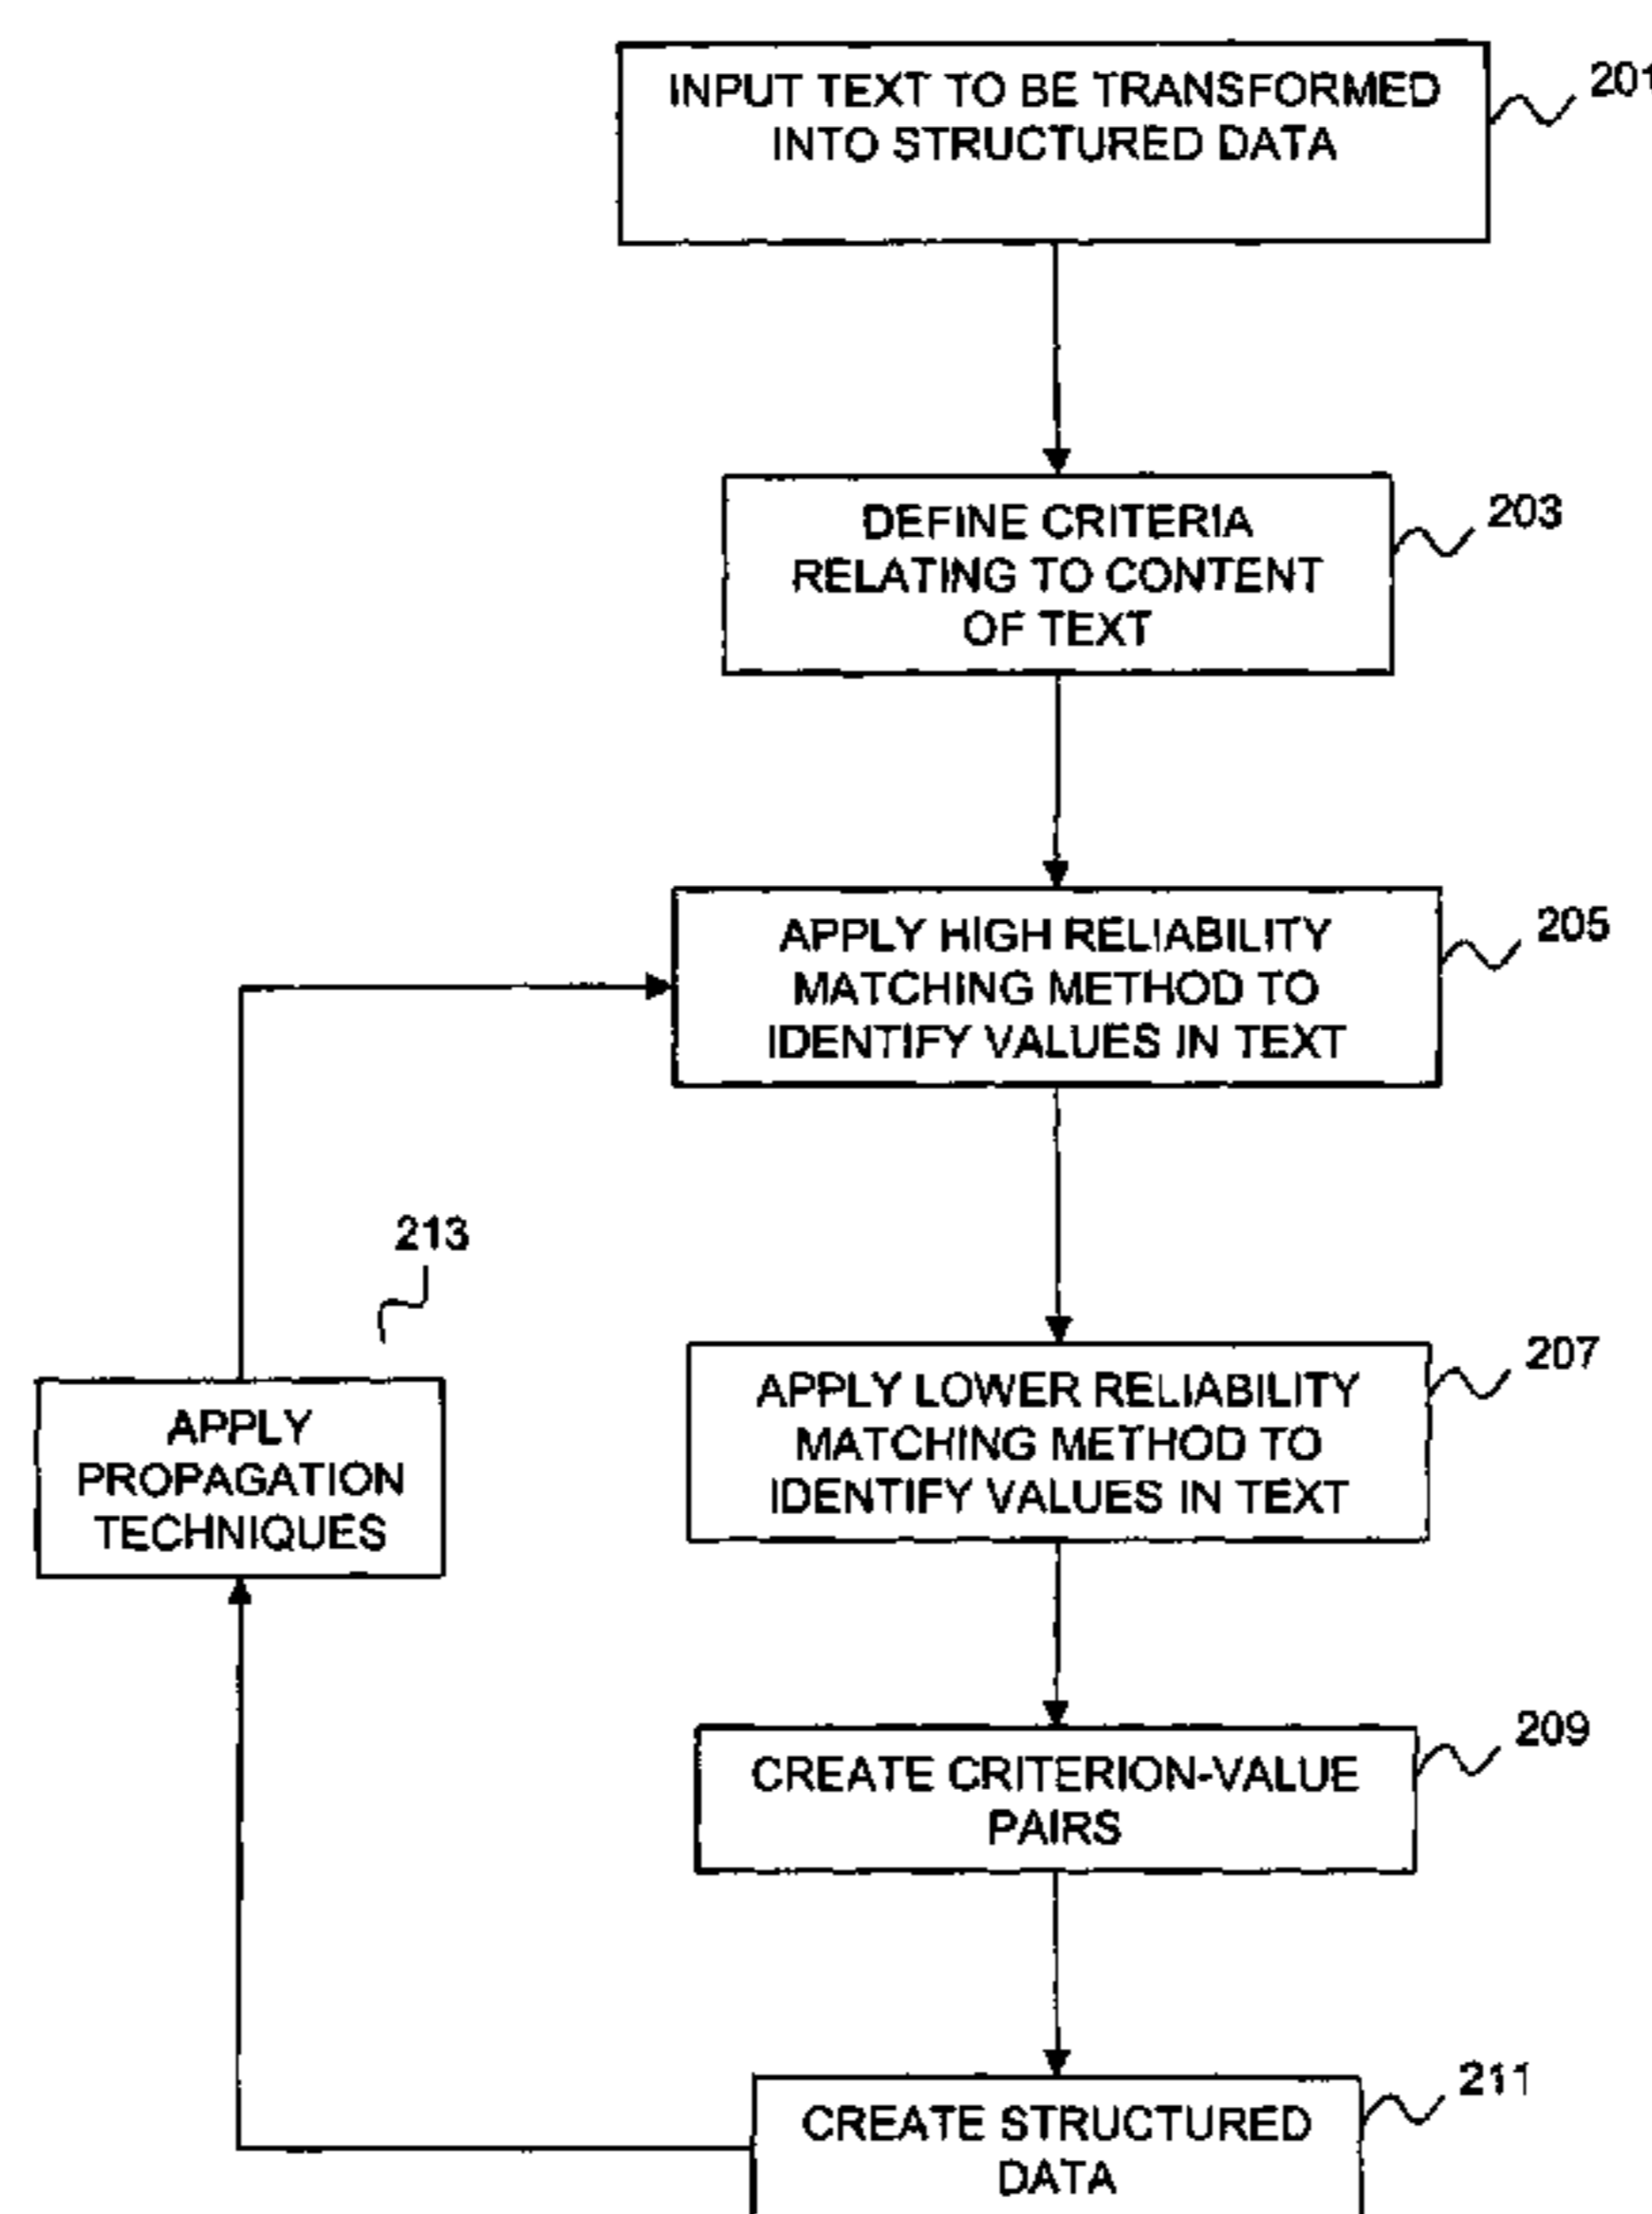 INPUT TEXT TO BE TRANSFORMED
INTO STRUCTURED DATA
201
DEFINE CRITERIA
RELATING TO CONTENT
OF TEXT
203
APPLY HIGH RELIABILITY
MATCHING METHOD TO
IDENTIFY VALUES IN TEXT
205
213
APPLY
PROPAGATION
TECHNIQUES
APPLY LOWER RELIABILITY
MATCHING METHOD TO
IDENTIFY VALUES IN TEXT
207
CREATE CRITERION-VALUE
PAIRS
209
CREATE STRUCTURED
DATA
211